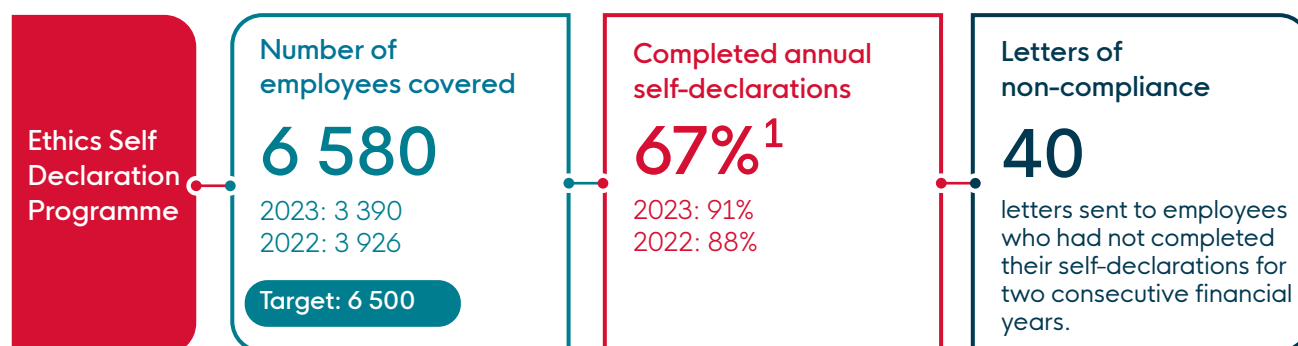 Ethics Self
Declaration
Programme
Number of
employees covered
6 580
2023: 3 390
2022: 3 926
Target: 6 500
Completed annual
self-declarations
67%¹
2023: 91%
2022: 88%
Letters of
non-compliance
40
letters sent to employees
who had not completed
their self-declarations for
two consecutive financial
years.